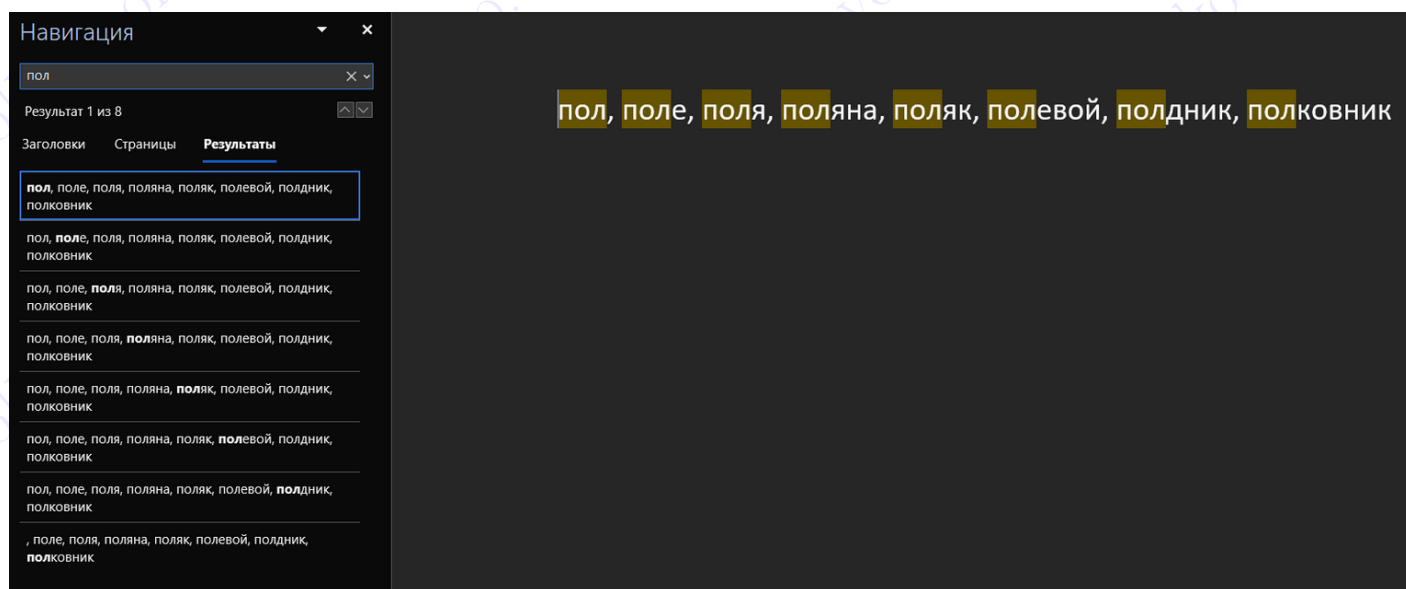 Навигация
пол
Результат 1 из 8
Заголовки Страницы Результаты
пол, поле, поля, поляна, поляк, полевой, полдник,
полковник
пол, поле, поля, поляна, поляк, полевой, полдник,
полковник
пол, поле, поля, поляна, поляк, полевой, полдник,
полковник
пол, поле, поля, поляна, поляк, полевой, полдник,
полковник
пол, поле, поля, поляна, поляк, полевой, полдник,
полковник
пол, поле, поля, поляна, поляк, полевой, полдник,
полковник
пол, поле, поля, поляна, поляк, полевой, полдник,
полковник
, поле, поля, поляна, поляк, полевой, полдник,
полковник
пол, поле, поля, поляна, поляк, полевой, полдник, полковник